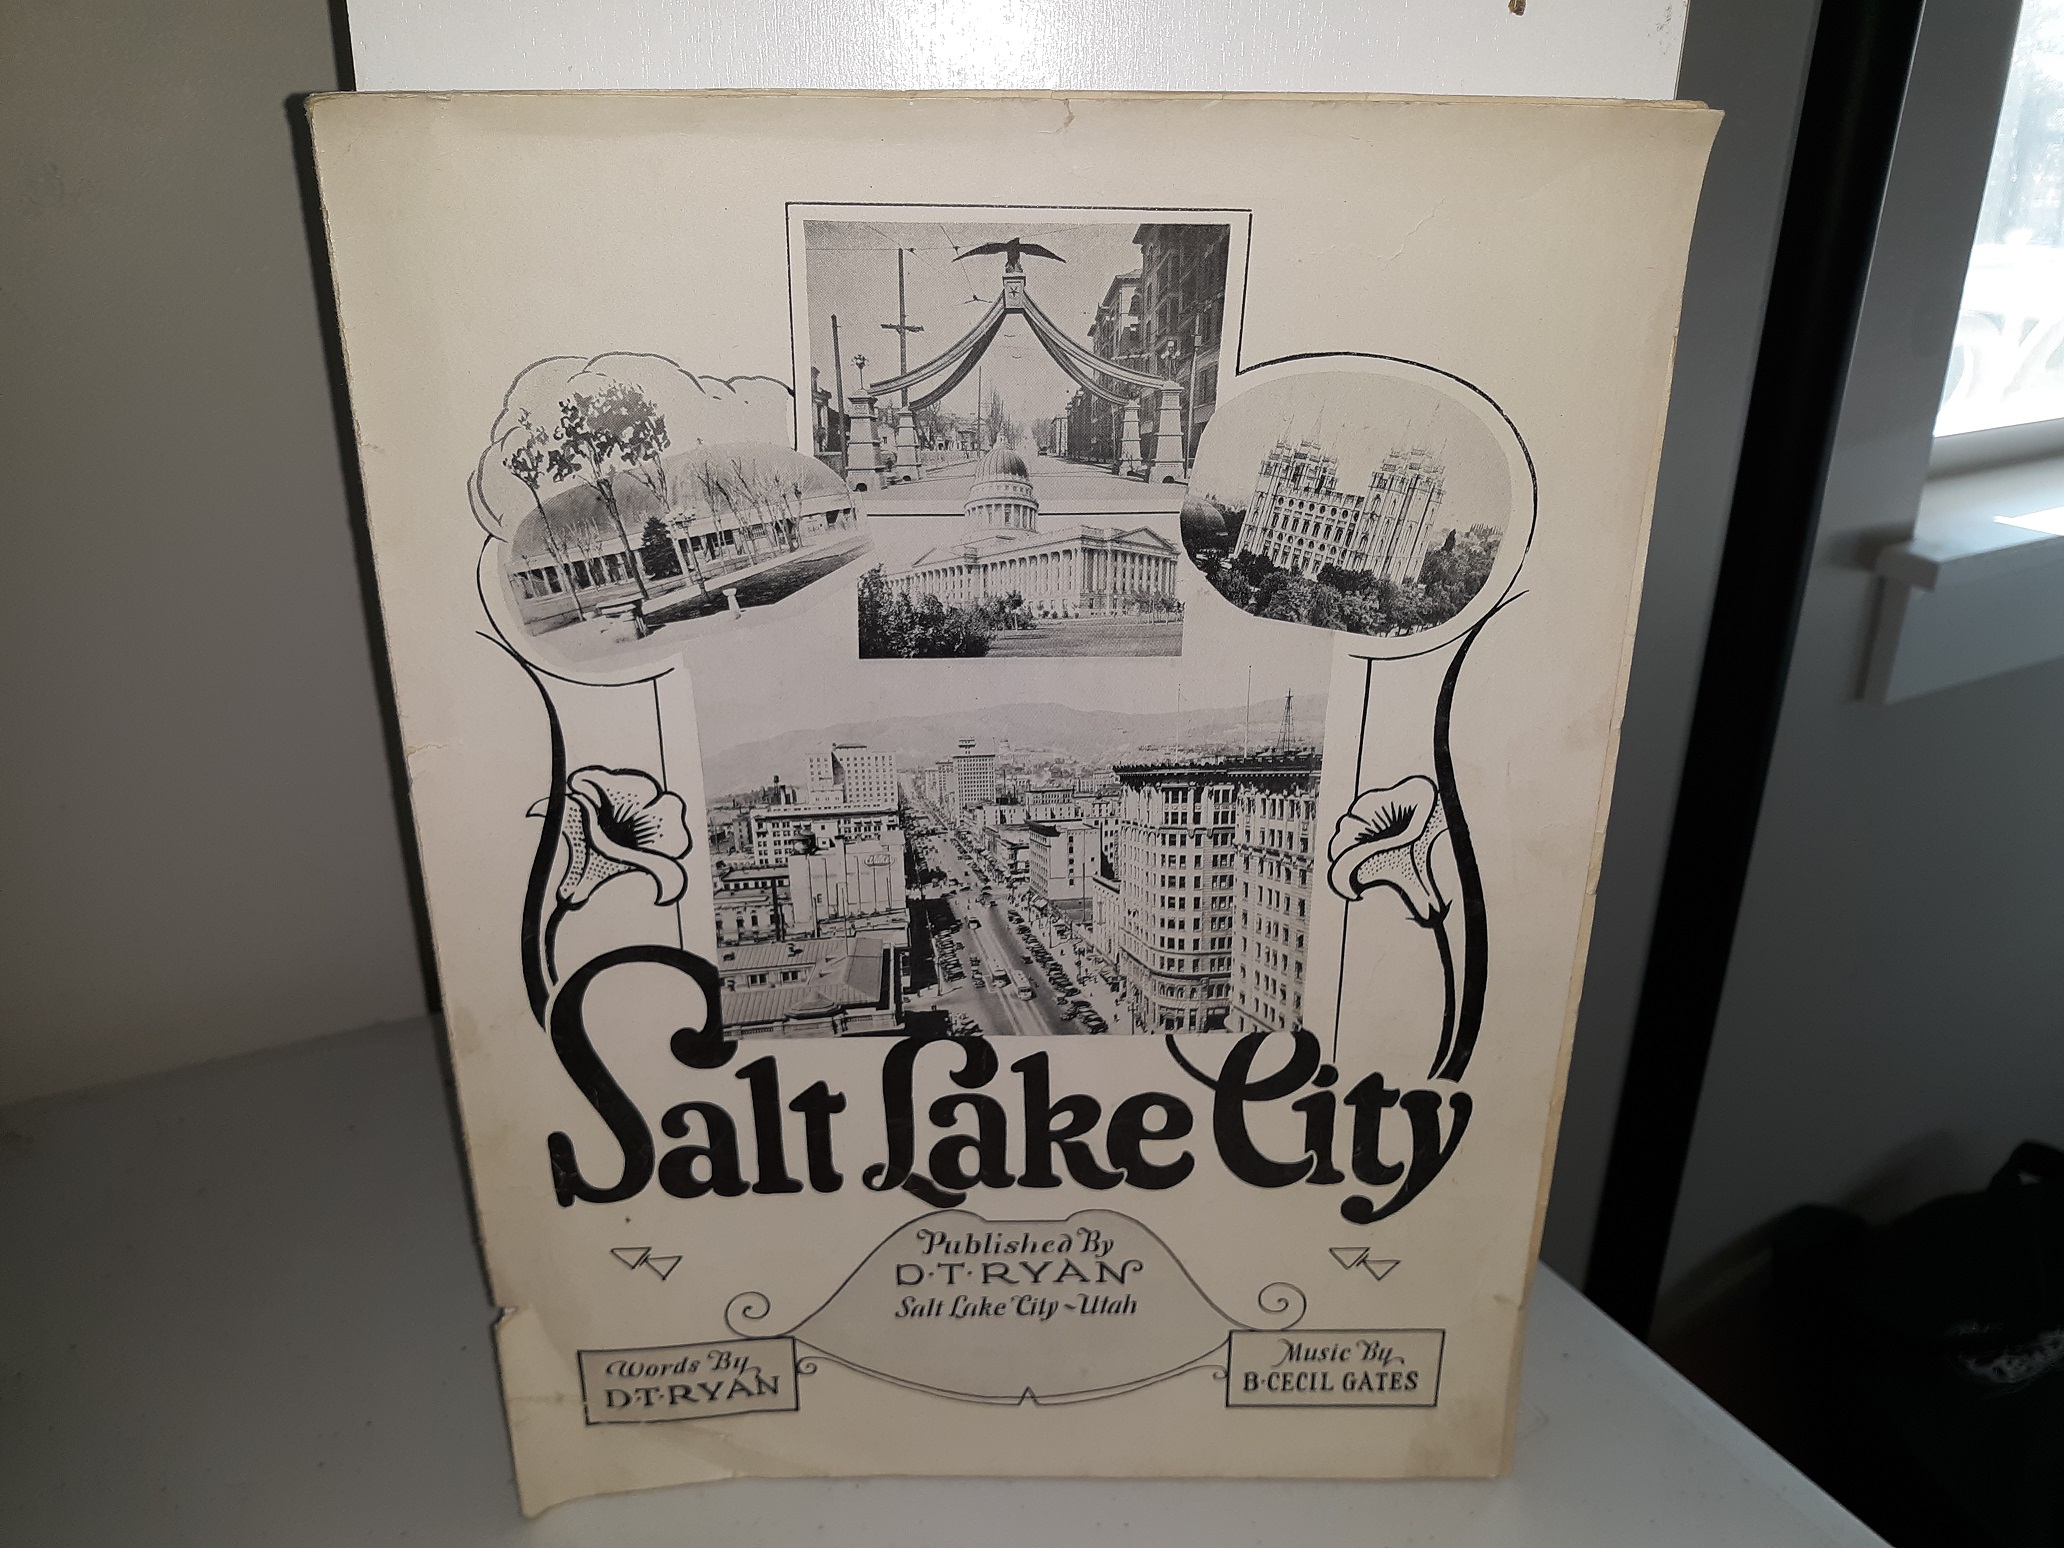 Salt Lake City
Published By
D·T·RYAN
Salt Lake City ~ Utah
Words By
D·T·RYAN
Music By
B·CECIL GATES